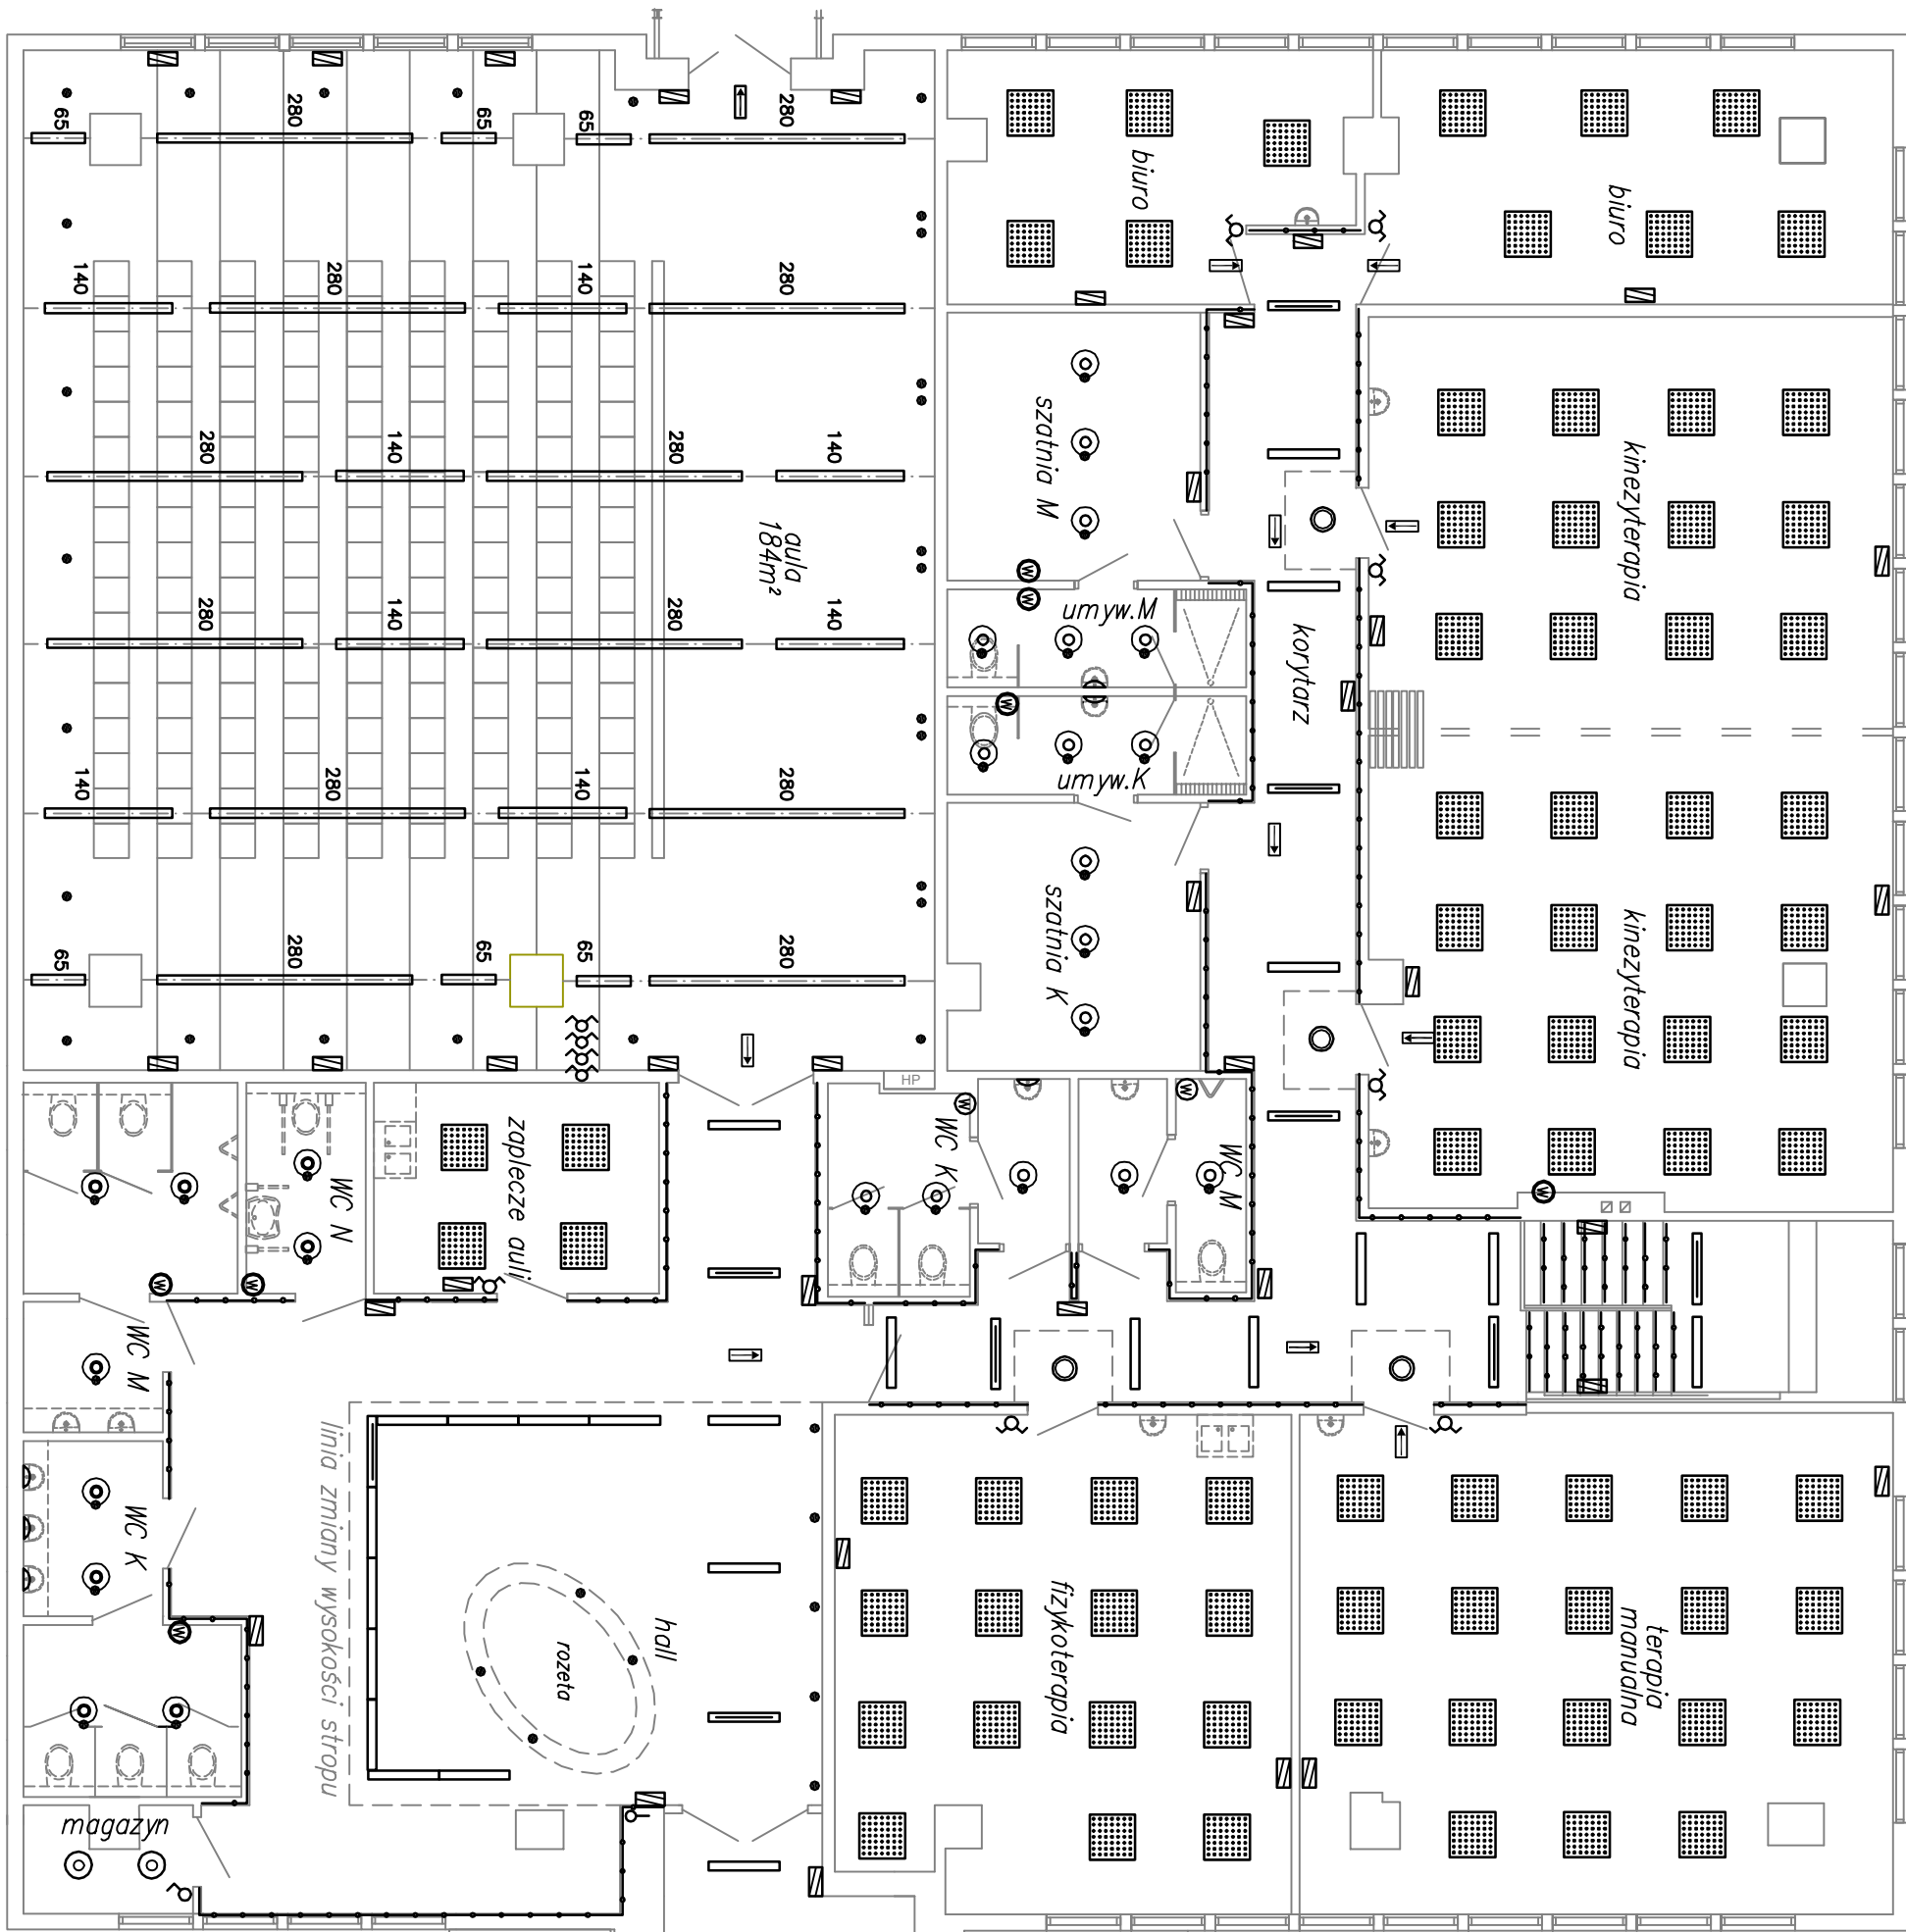 65
280
65
65
280
biuro
biuro
140
280
140
280
szatnia M
kinezyterapia
280
140
280
140
aula
184m²
W
W
umyw.M
korytarz
280
140
280
140
W
umyw.K
140
280
140
280
szatnia K
kinezyterapia
65
280
65
65
280
HP
W
W
WC N
zaplecze auli
WC K
WC M
W
W
W
WC M
linia zmiany wysokości stropu
WC K
W
hall
rozeta
fizykoterapia
terapia
manualna
magazyn